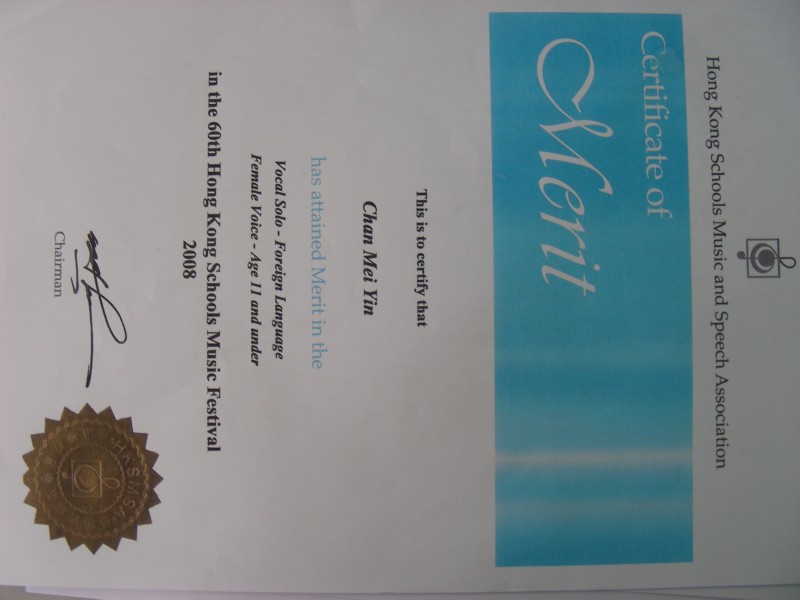 Hong Kong Schools Music and Speech Association
Certificate of
Merit
This is to certify that
Chan Mei Yin
has attained Merit in the
Vocal Solo - Foreign Language
Female Voice - Age 11 and under
in the 60th Hong Kong Schools Music Festival
2008
Chairman
HKSMSA